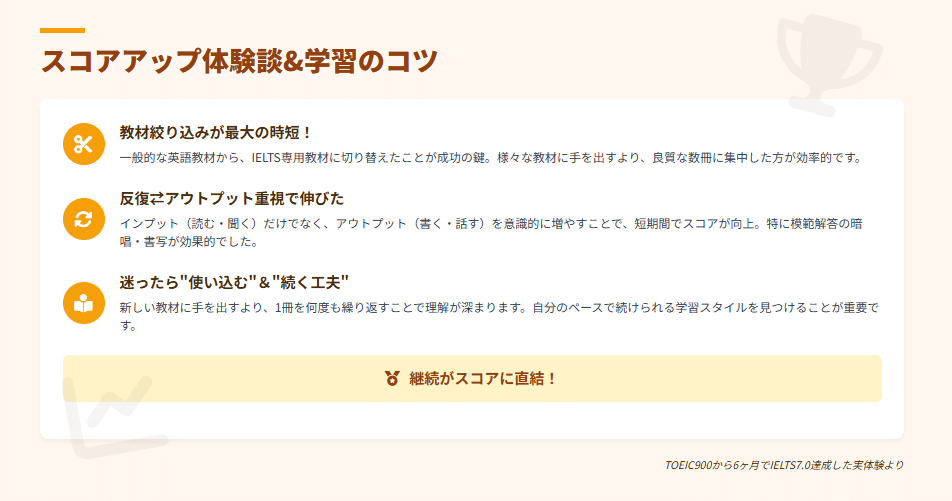 スコアアップ体験談&学習のコツ
教材絞り込みが最大の時短！
一般的な英語教材から、IELTS専用教材に切り替えたことが成功の鍵。様々な教材に手を出すより、良質な数冊に集中した方が効率的です。
反復⇄アウトプット重視で伸びた
インプット（読む・聞く）だけでなく、アウトプット（書く・話す）を意識的に増やすことで、短期間でスコアが向上。特に模範解答の暗
唱・書写が効果的でした。
迷ったら"使い込む"＆"続く工夫"
新しい教材に手を出すより、1冊を何度も繰り返すことで理解が深まります。自分のペースで続けられる学習スタイルを見つけることが重要で
す。
継続がスコアに直結！
TOEIC900から6ヶ月でIELTS7.0達成した実体験より